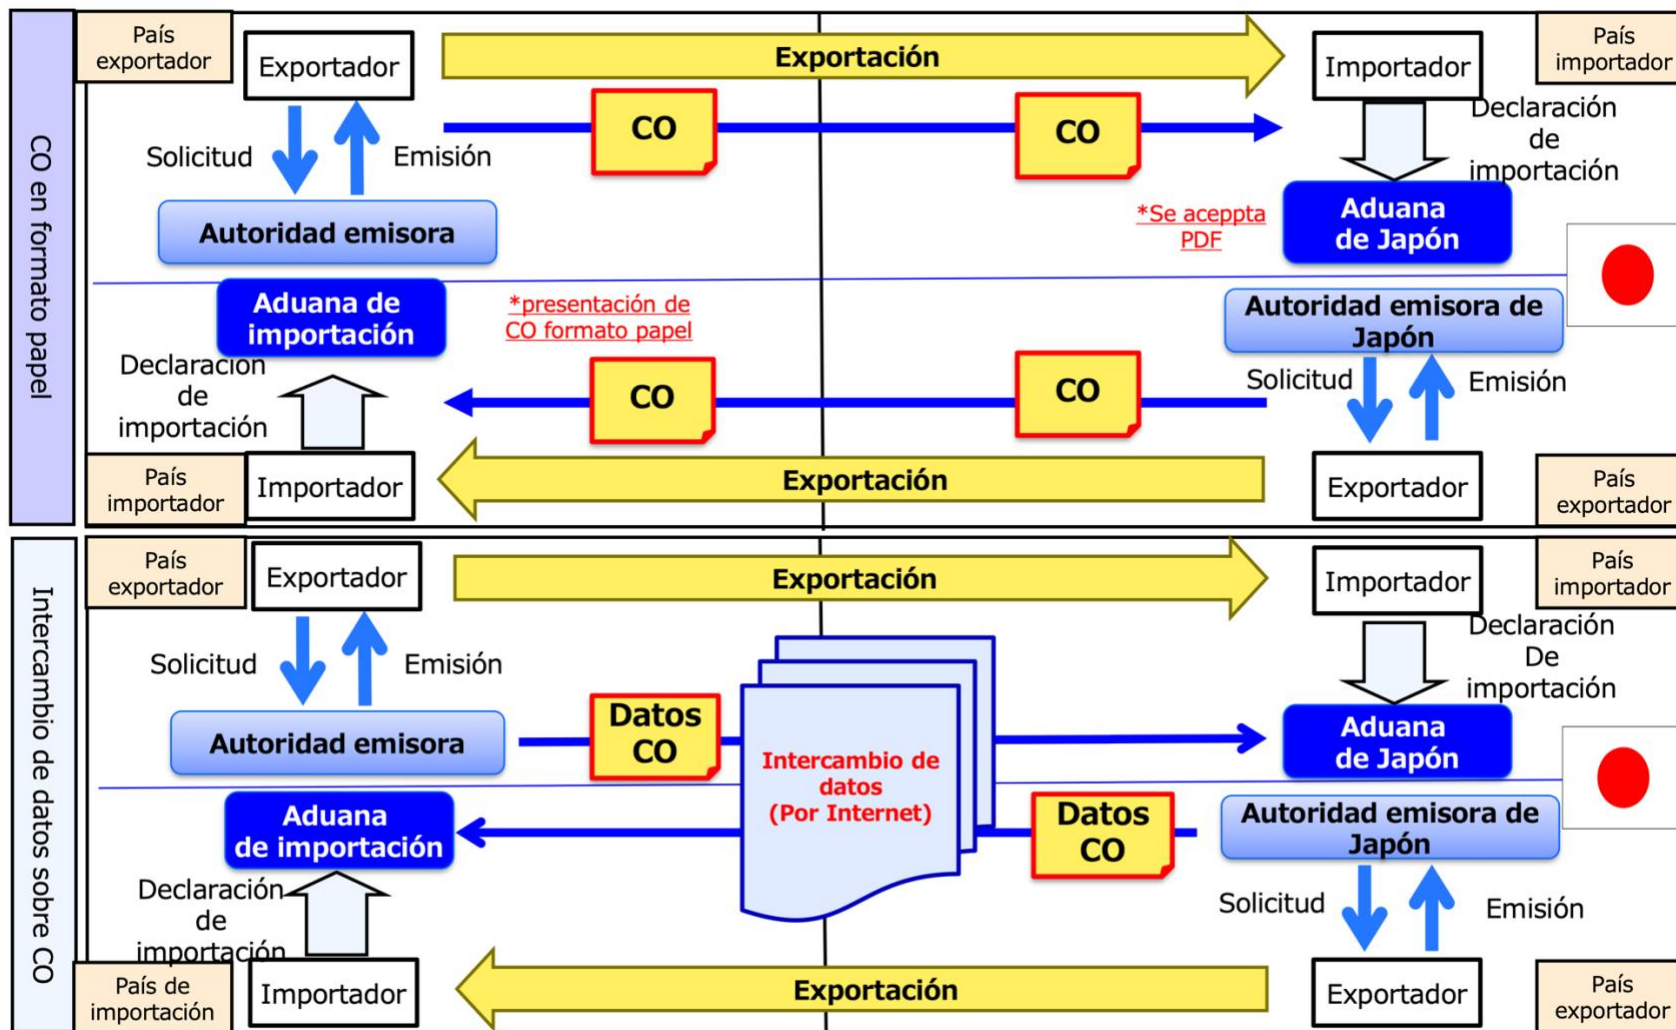 CO en formato papel
País
exportador
Exportador
Exportación
Importador
País
importador
Solicitud
Emisión
CO
CO
Declaración
de
importación
Autoridad emisora
*Se aceppta
PDF
Aduana
de Japón
Aduana de
importación
*presentación de
CO formato papel
Autoridad emisora de
Japón
Declaración
de
importación
CO
CO
Solicitud
Emisión
País
importador
Importador
Exportación
Exportador
País
exportador
Intercambio de datos sobre CO
País
exportador
Exportador
Exportación
Importador
País
importador
Solicitud
Emisión
Declaración
De
importación
Autoridad emisora
Datos
CO
Intercambio de
datos
(Por Internet)
Aduana
de Japón
Aduana
de importación
Datos
CO
Autoridad emisora de
Japón
Declaración
de
importación
Solicitud
Emisión
País de
importación
Importador
Exportación
Exportador
País
exportador